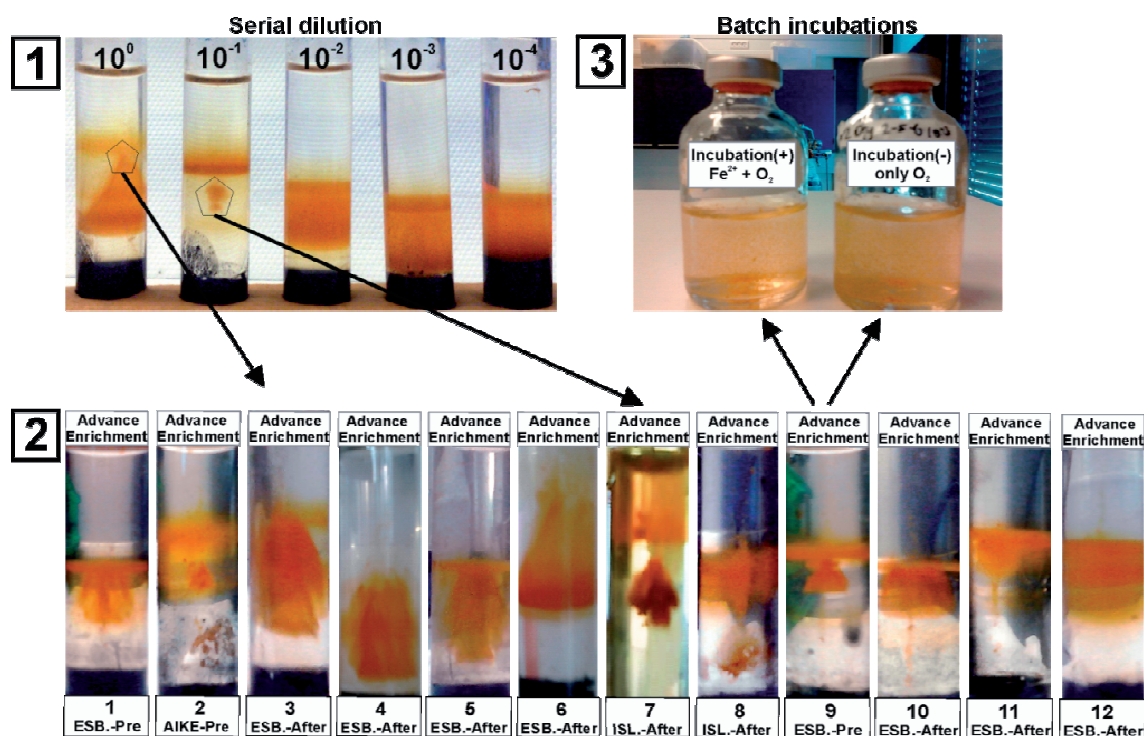 Serial dilution
1
10⁰ 10⁻¹ 10⁻² 10⁻³ 10⁻⁴
Batch incubations
3
Incubation(+)
Fe²⁺ + O₂
Incubation(-)
only O₂
2
Advance
Enrichment
1
ESB.-Pre
Advance
Enrichment
2
AIKE-Pre
Advance
Enrichment
3
ESB.-After
Advance
Enrichment
4
ESB.-After
Advance
Enrichment
5
ESB.-After
Advance
Enrichment
6
ESB.-After
Advance
Enrichment
7
ISL.-After
Advance
Enrichment
8
ISL.-After
Advance
Enrichment
9
ESB.-Pre
Advance
Enrichment
10
ESB.-After
Advance
Enrichment
11
ESB.-After
Advance
Enrichment
12
ESB.-After